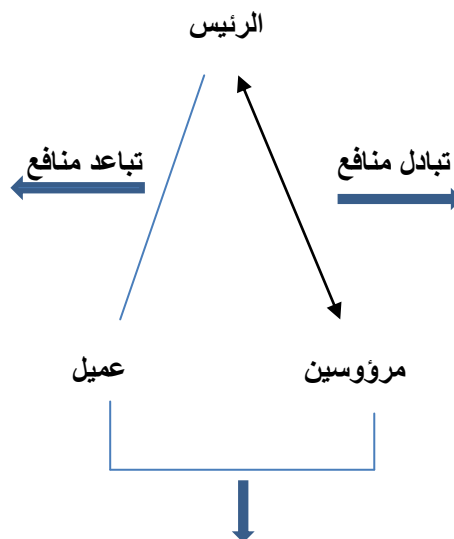 الرئيس
تبادل منافع
تباعد منافع
مرؤوسين
عميل